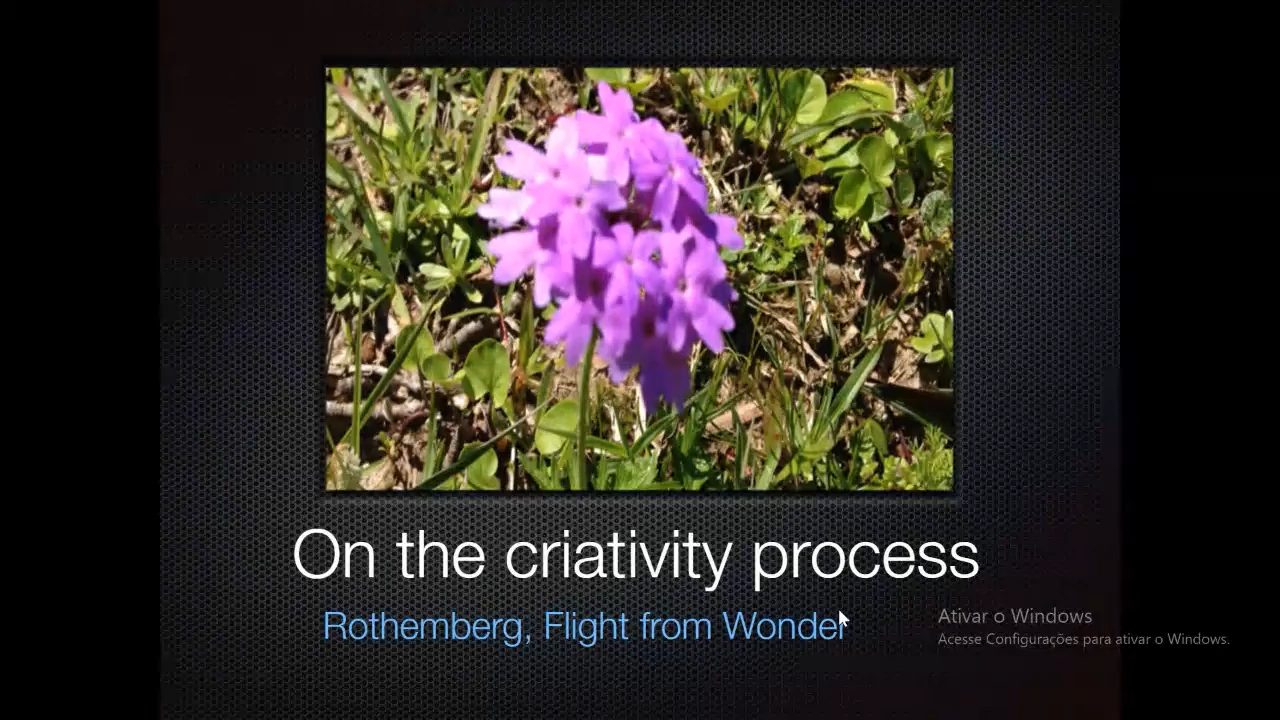 On the criativity process
Rothemberg, Flight from Wonder
Ativar o Windows
Acesse Configurações para ativar o Windows.